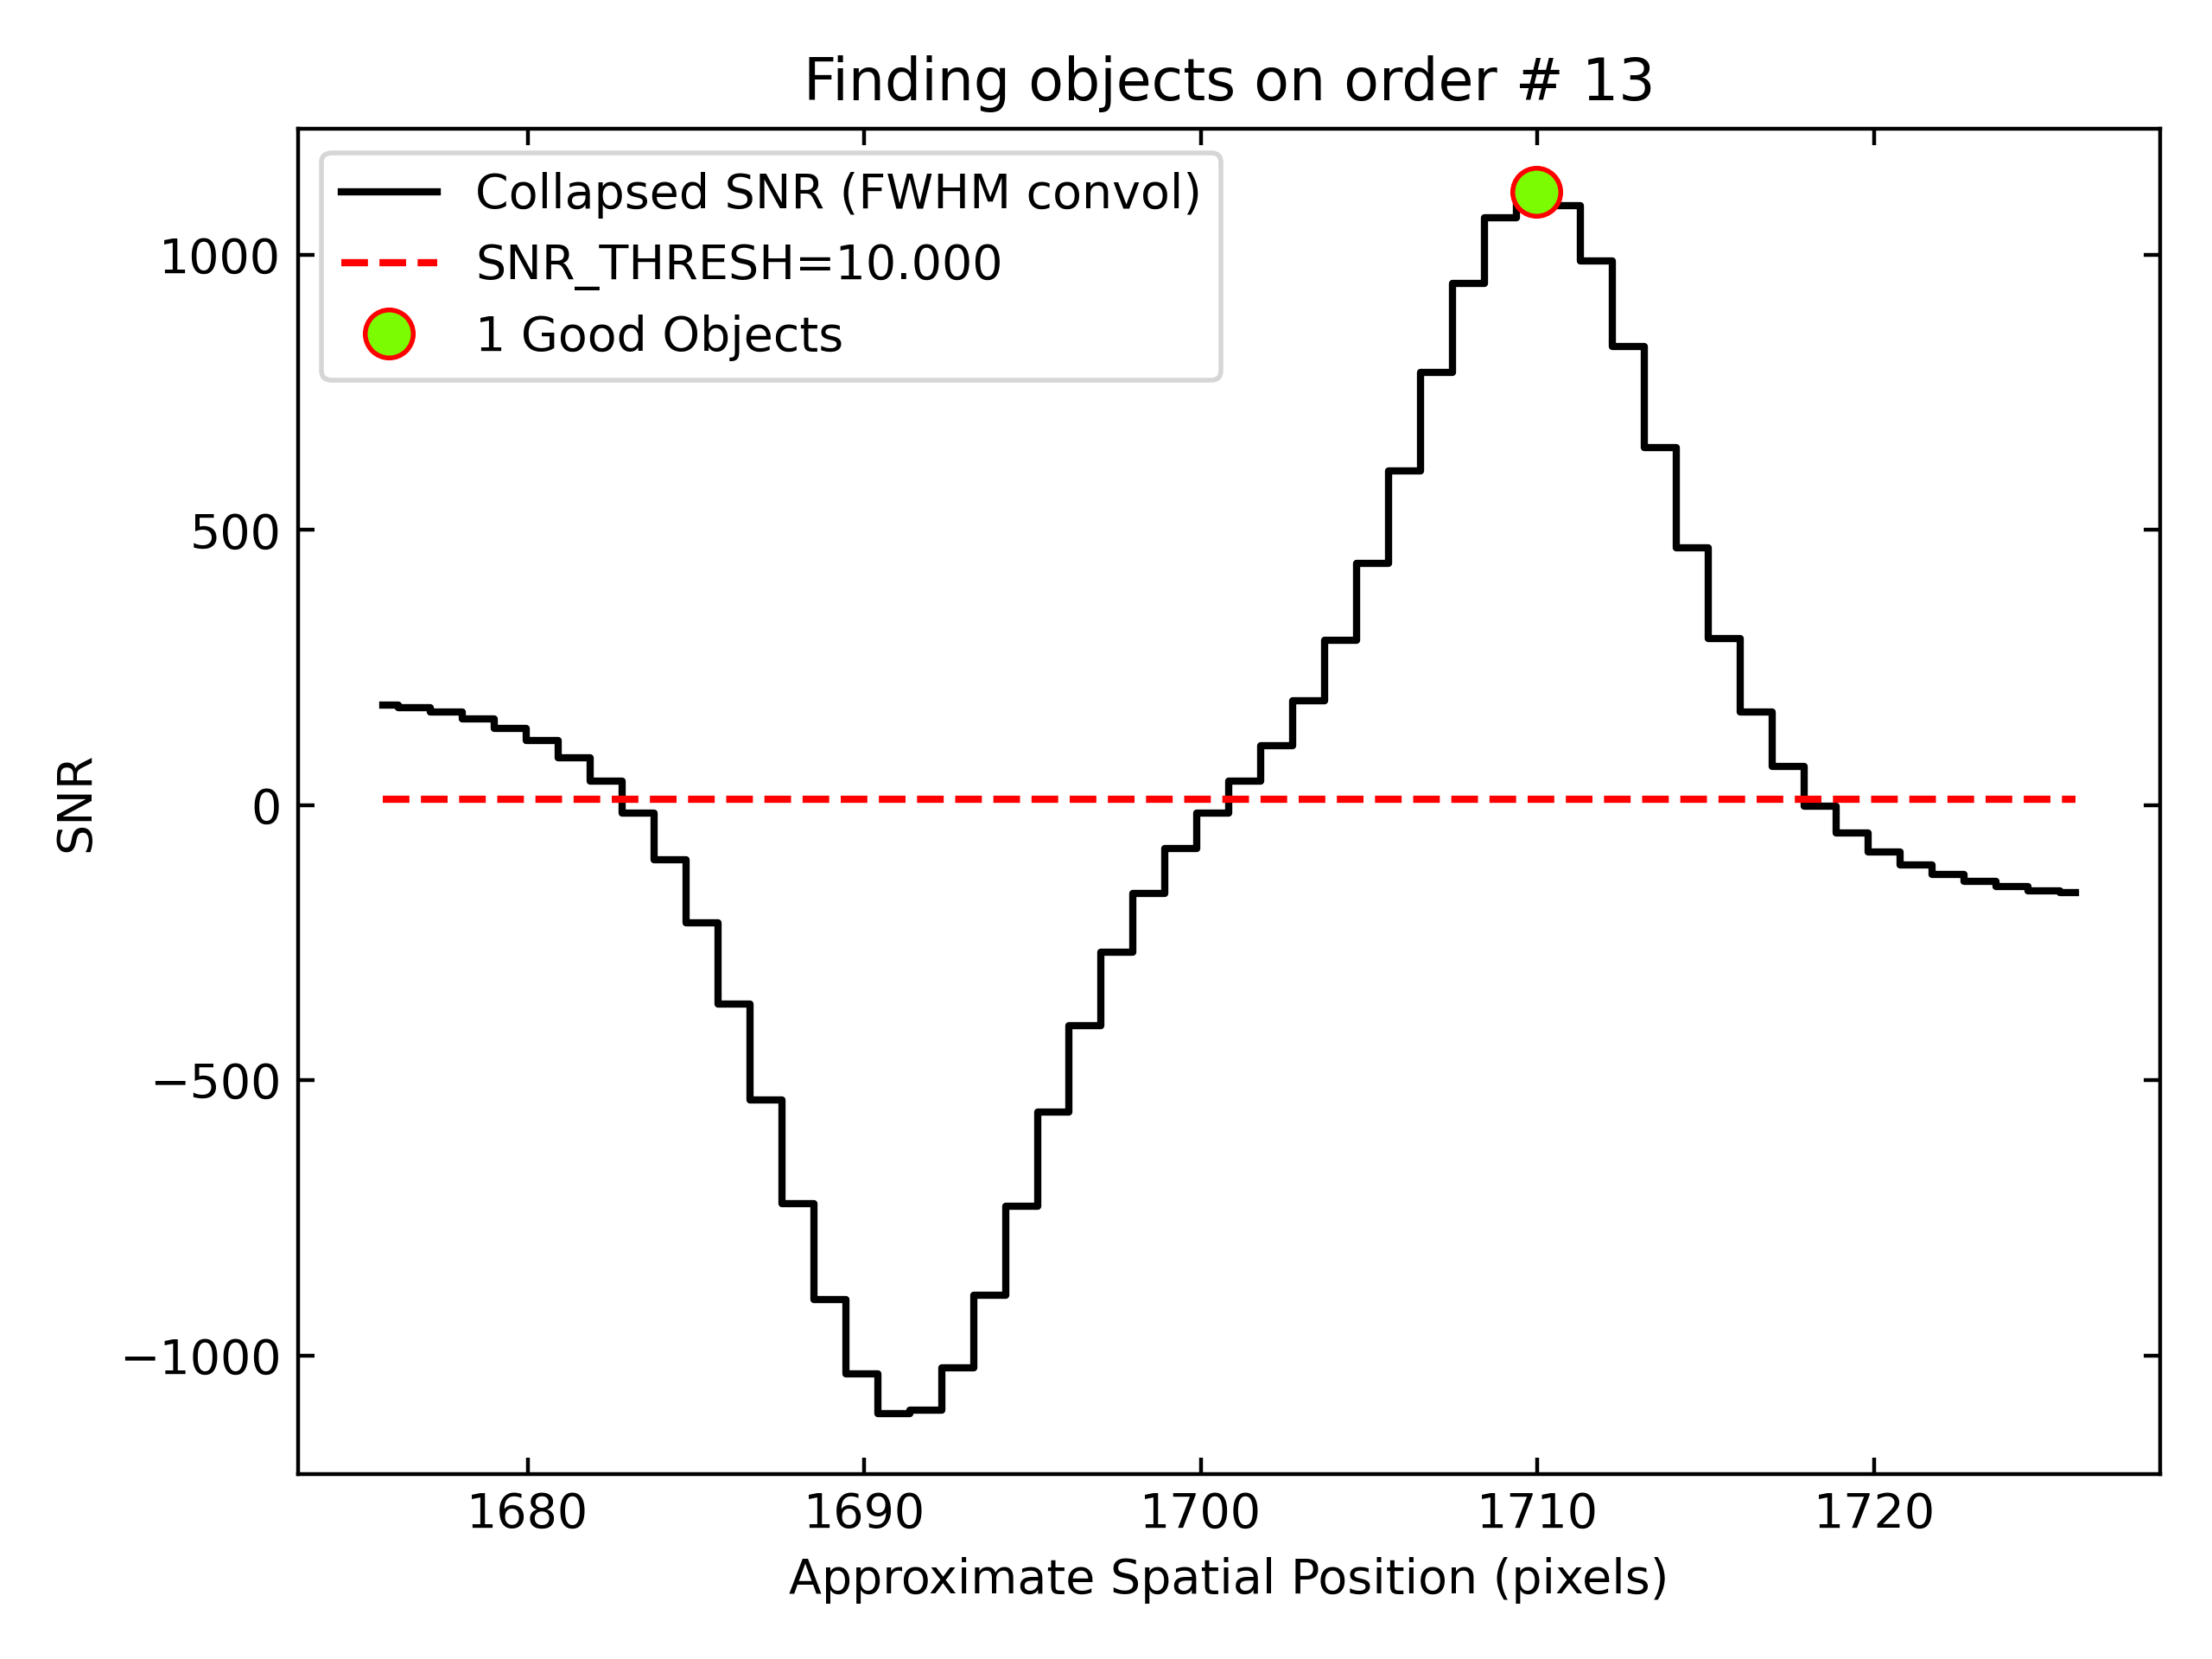 Finding objects on order # 13
Collapsed SNR (FWHM convol)
SNR_THRESH=10.000
1 Good Objects
1000
500
0
−500
−1000
SNR
1680 1690 1700 1710 1720
Approximate Spatial Position (pixels)